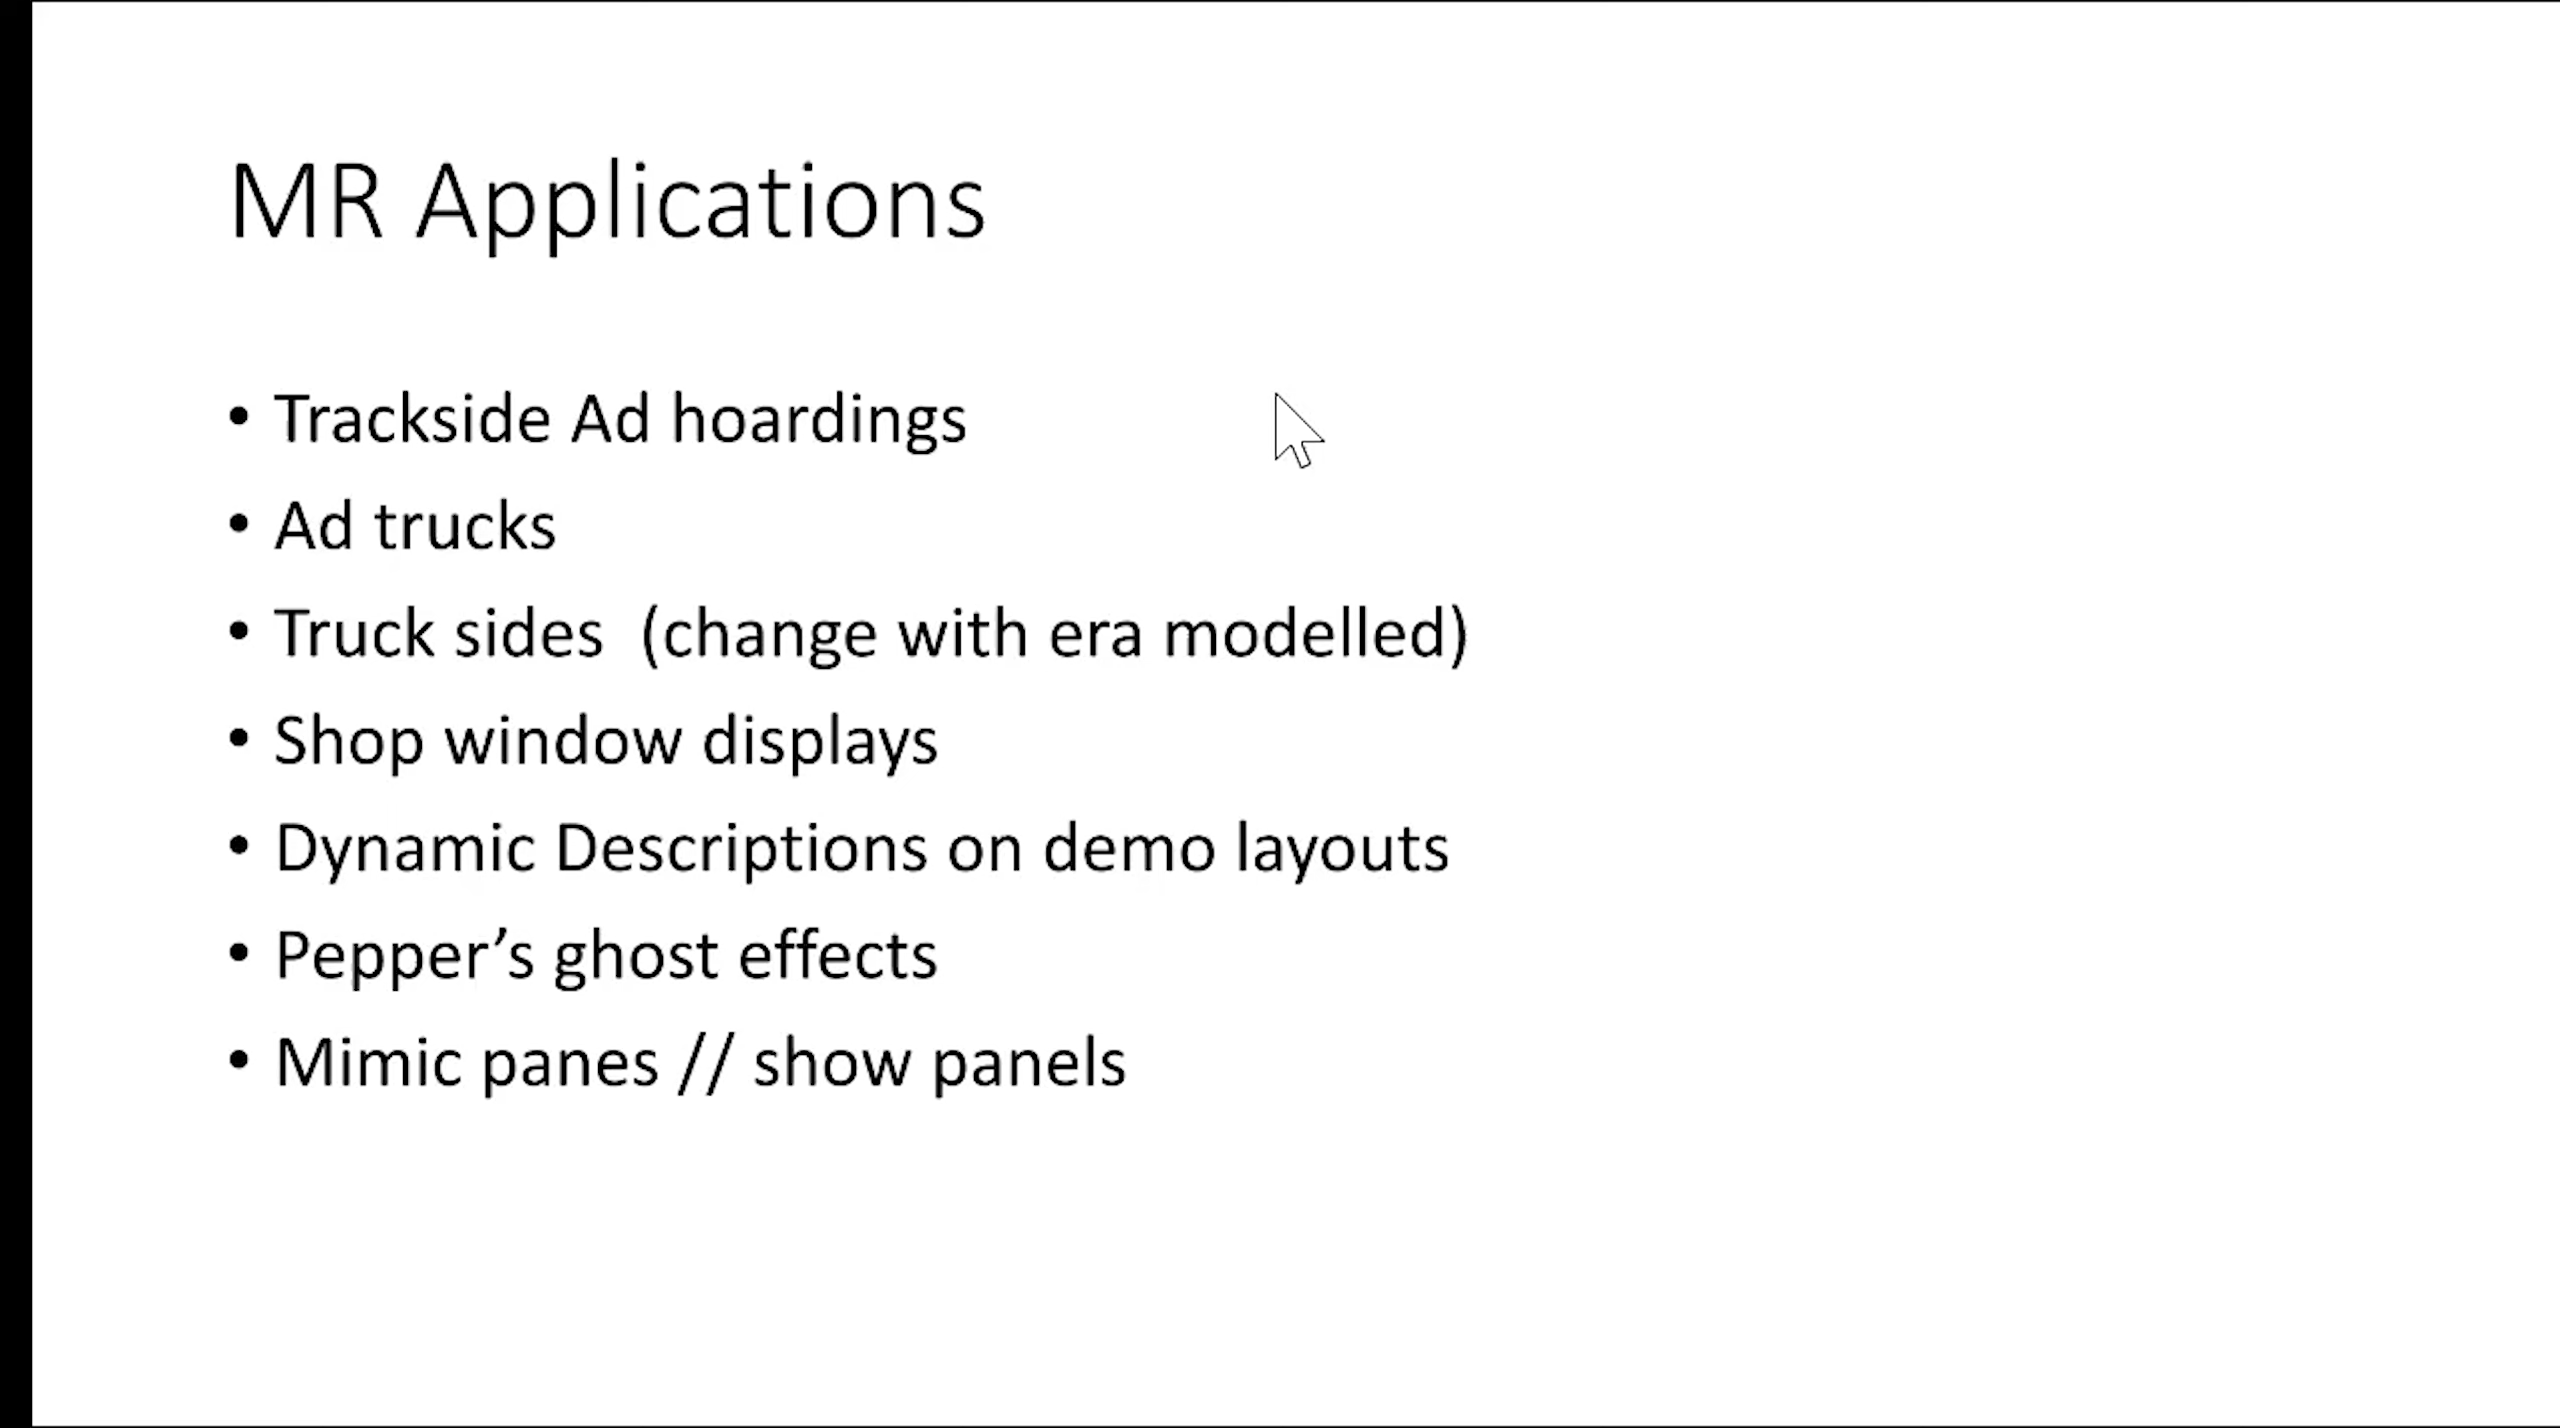 MR Applications
• Trackside Ad hoardings
• Ad trucks
• Truck sides  (change with era modelled)
• Shop window displays
• Dynamic Descriptions on demo layouts
• Pepper’s ghost effects
• Mimic panes // show panels